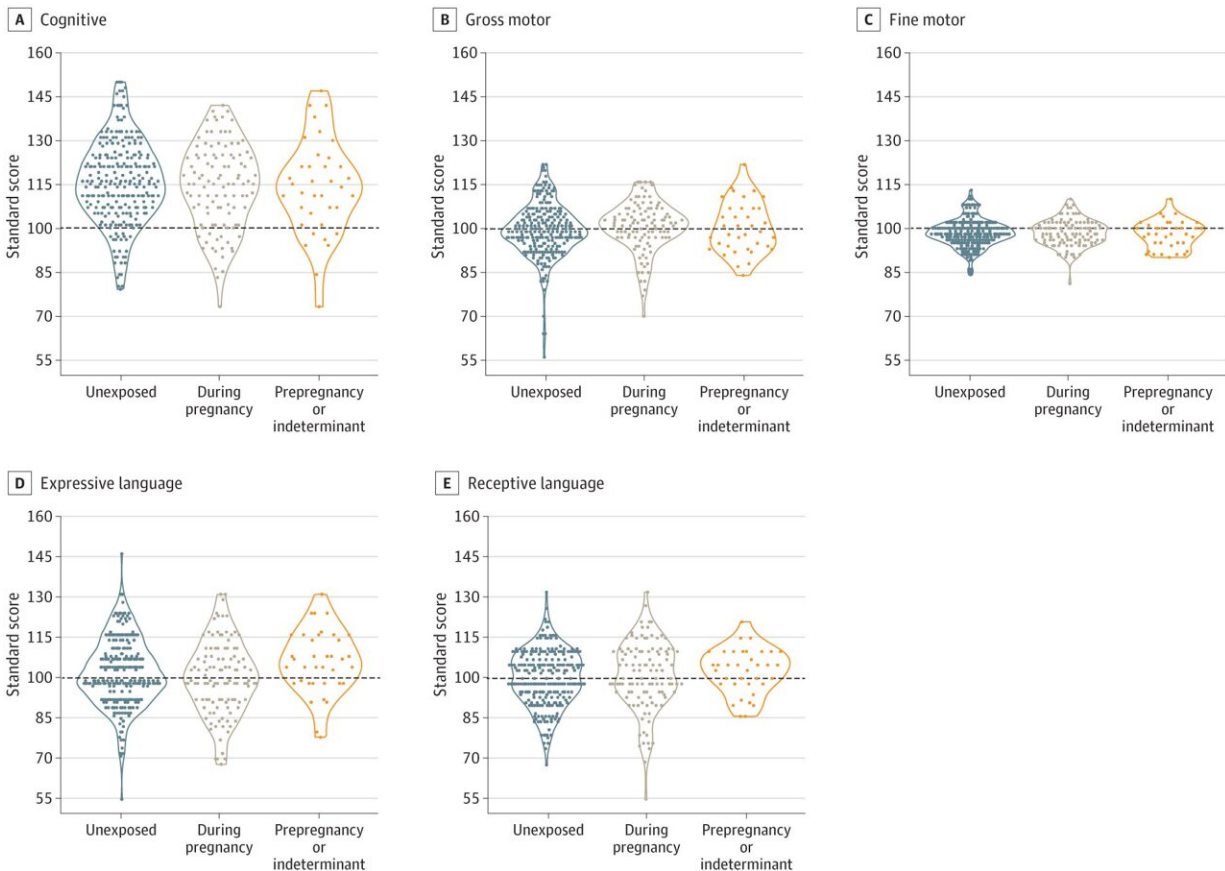 A Cognitive
Standard score
160
145
130
115
100
85
70
55
Unexposed
During
pregnancy
Prepregnancy
or
indeterminant
B Gross motor
Standard score
160
145
130
115
100
85
70
55
Unexposed
During
pregnancy
Prepregnancy
or
indeterminant
C Fine motor
Standard score
160
145
130
115
100
85
70
55
Unexposed
During
pregnancy
Prepregnancy
or
indeterminant
D Expressive language
Standard score
160
145
130
115
100
85
70
55
Unexposed
During
pregnancy
Prepregnancy
or
indeterminant
E Receptive language
Standard score
160
145
130
115
100
85
70
55
Unexposed
During
pregnancy
Prepregnancy
or
indeterminant